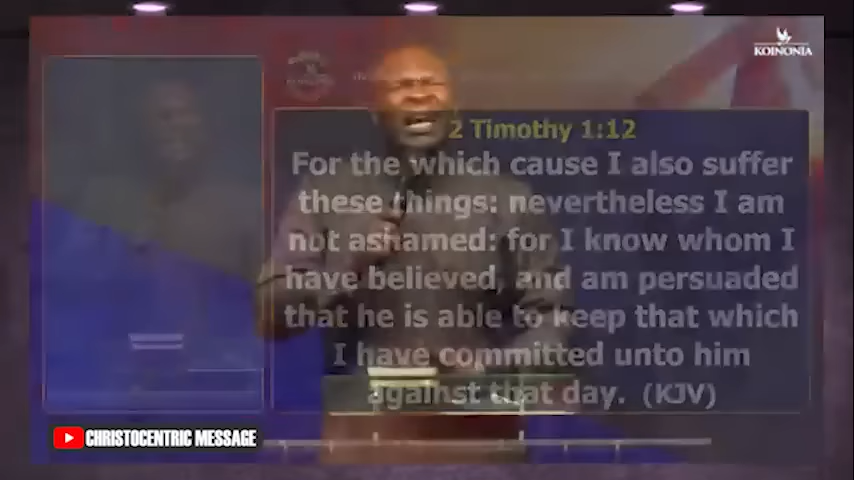 KOINONIA
2 Timothy 1:12
For the which cause I also suffer
these things: nevertheless I am
not ashamed: for I know whom I
have believed, and am persuaded
that he is able to keep that which
I have committed unto him
against that day. (KJV)
CHRISTOCENTRIC MESSAGE